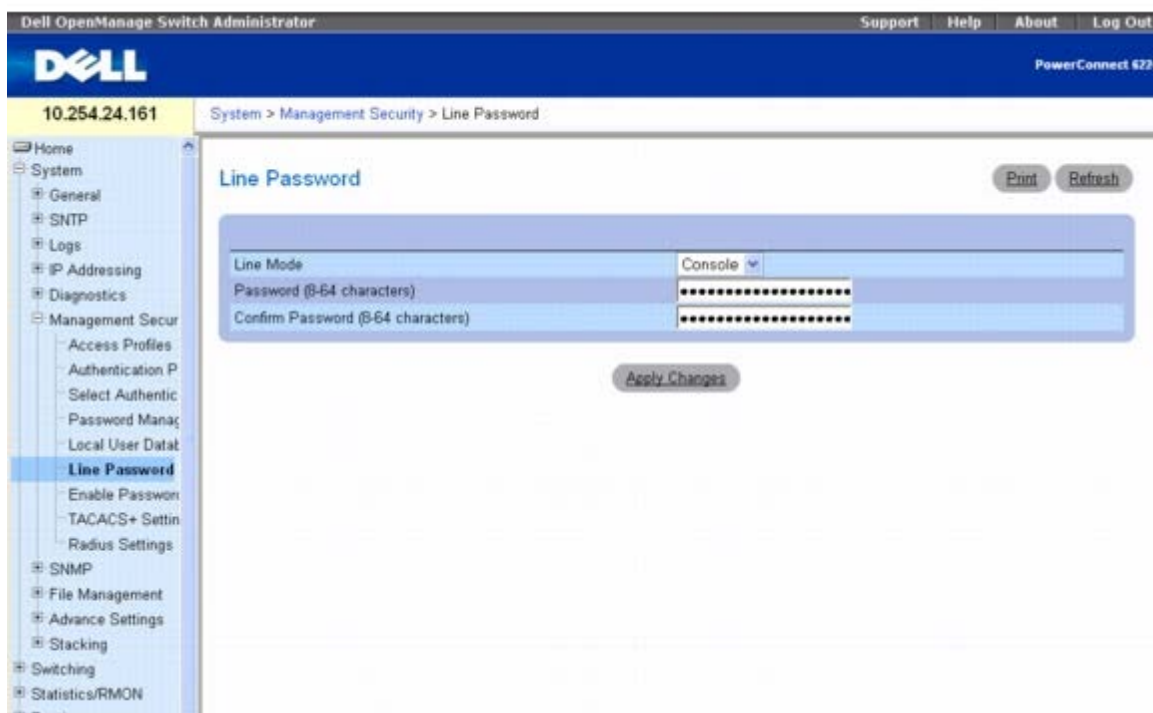 Dell OpenManage Switch Administrator Support Help About Log Out
DELL
PowerConnect 622
10.254.24.161
System > Management Security > Line Password
Home
System
General
SNTP
Logs
IP Addressing
Diagnostics
Management Secur
Access Profiles
Authentication P
Select Authentic
Password Manag
Local User Datab
Line Password
Enable Password
TACACS+ Settin
Radius Settings
SNMP
File Management
Advance Settings
Stacking
Switching
Statistics/RMON
Line Password
Print Refresh
Line Mode Console
Password (8-64 characters)
Confirm Password (8-64 characters)
Apply Changes